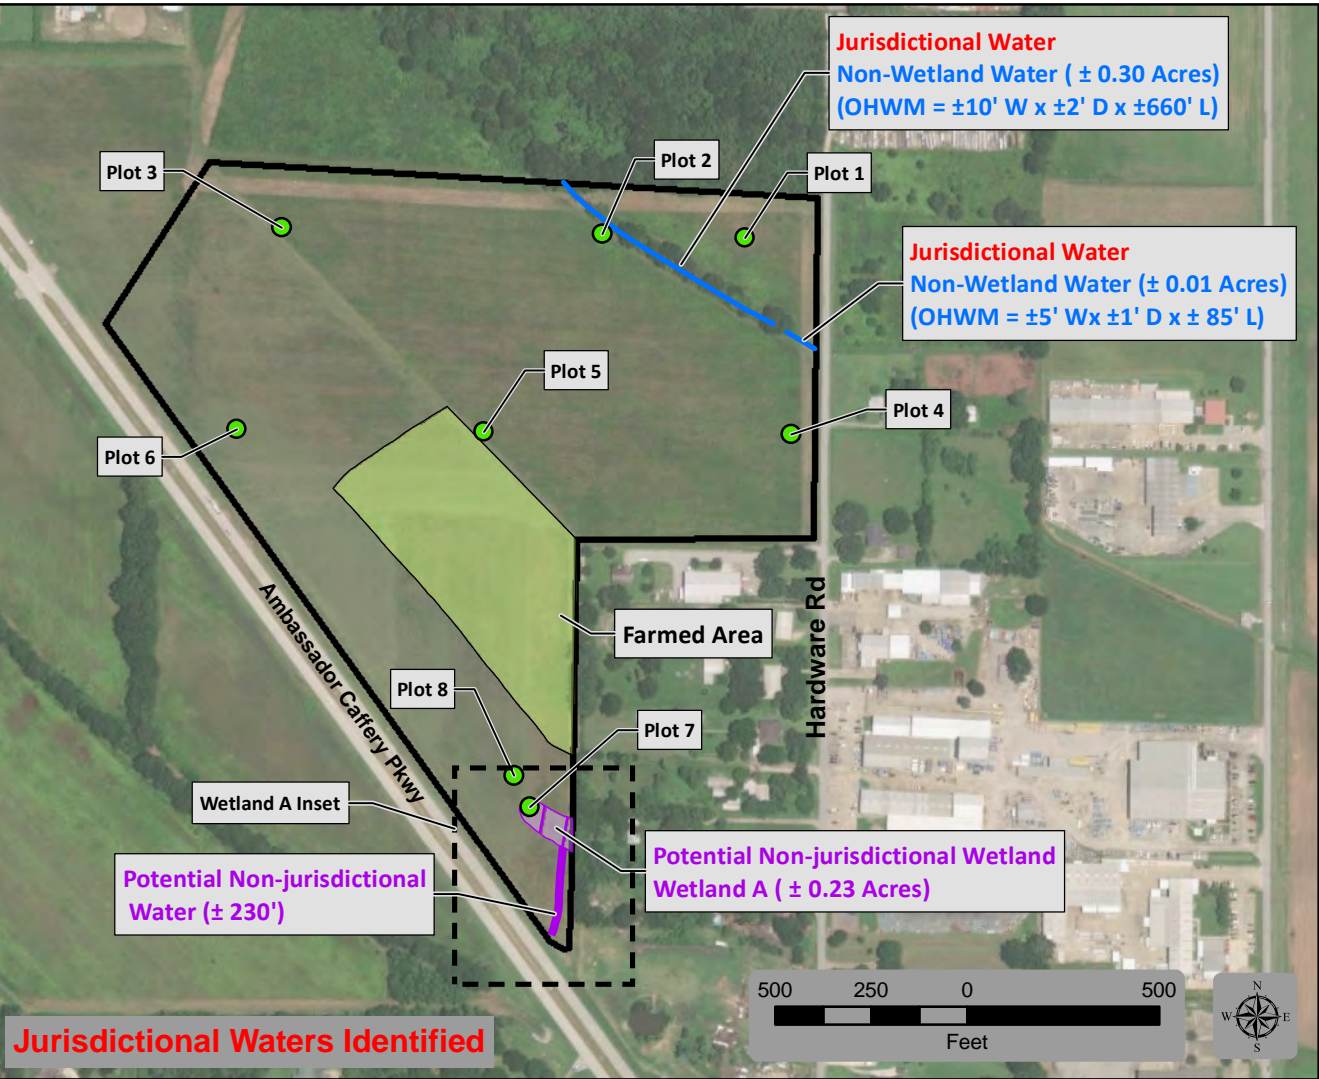 Jurisdictional Water
Non-Wetland Water ( ± 0.30 Acres)
(OHWM = ±10' W x ±2' D x ±660' L)
Plot 3
Plot 2
Plot 1
Jurisdictional Water
Non-Wetland Water (± 0.01 Acres)
(OHWM = ±5' Wx ±1' D x ± 85' L)
Plot 5
Plot 4
Plot 6
Ambassador Caffery Pkwy
Farmed Area
Hardware Rd
Plot 8
Plot 7
Wetland A Inset
Potential Non-jurisdictional
Water (± 230')
Potential Non-jurisdictional Wetland
Wetland A ( ± 0.23 Acres)
500 250 0 500
Feet
N
W E
S
Jurisdictional Waters Identified